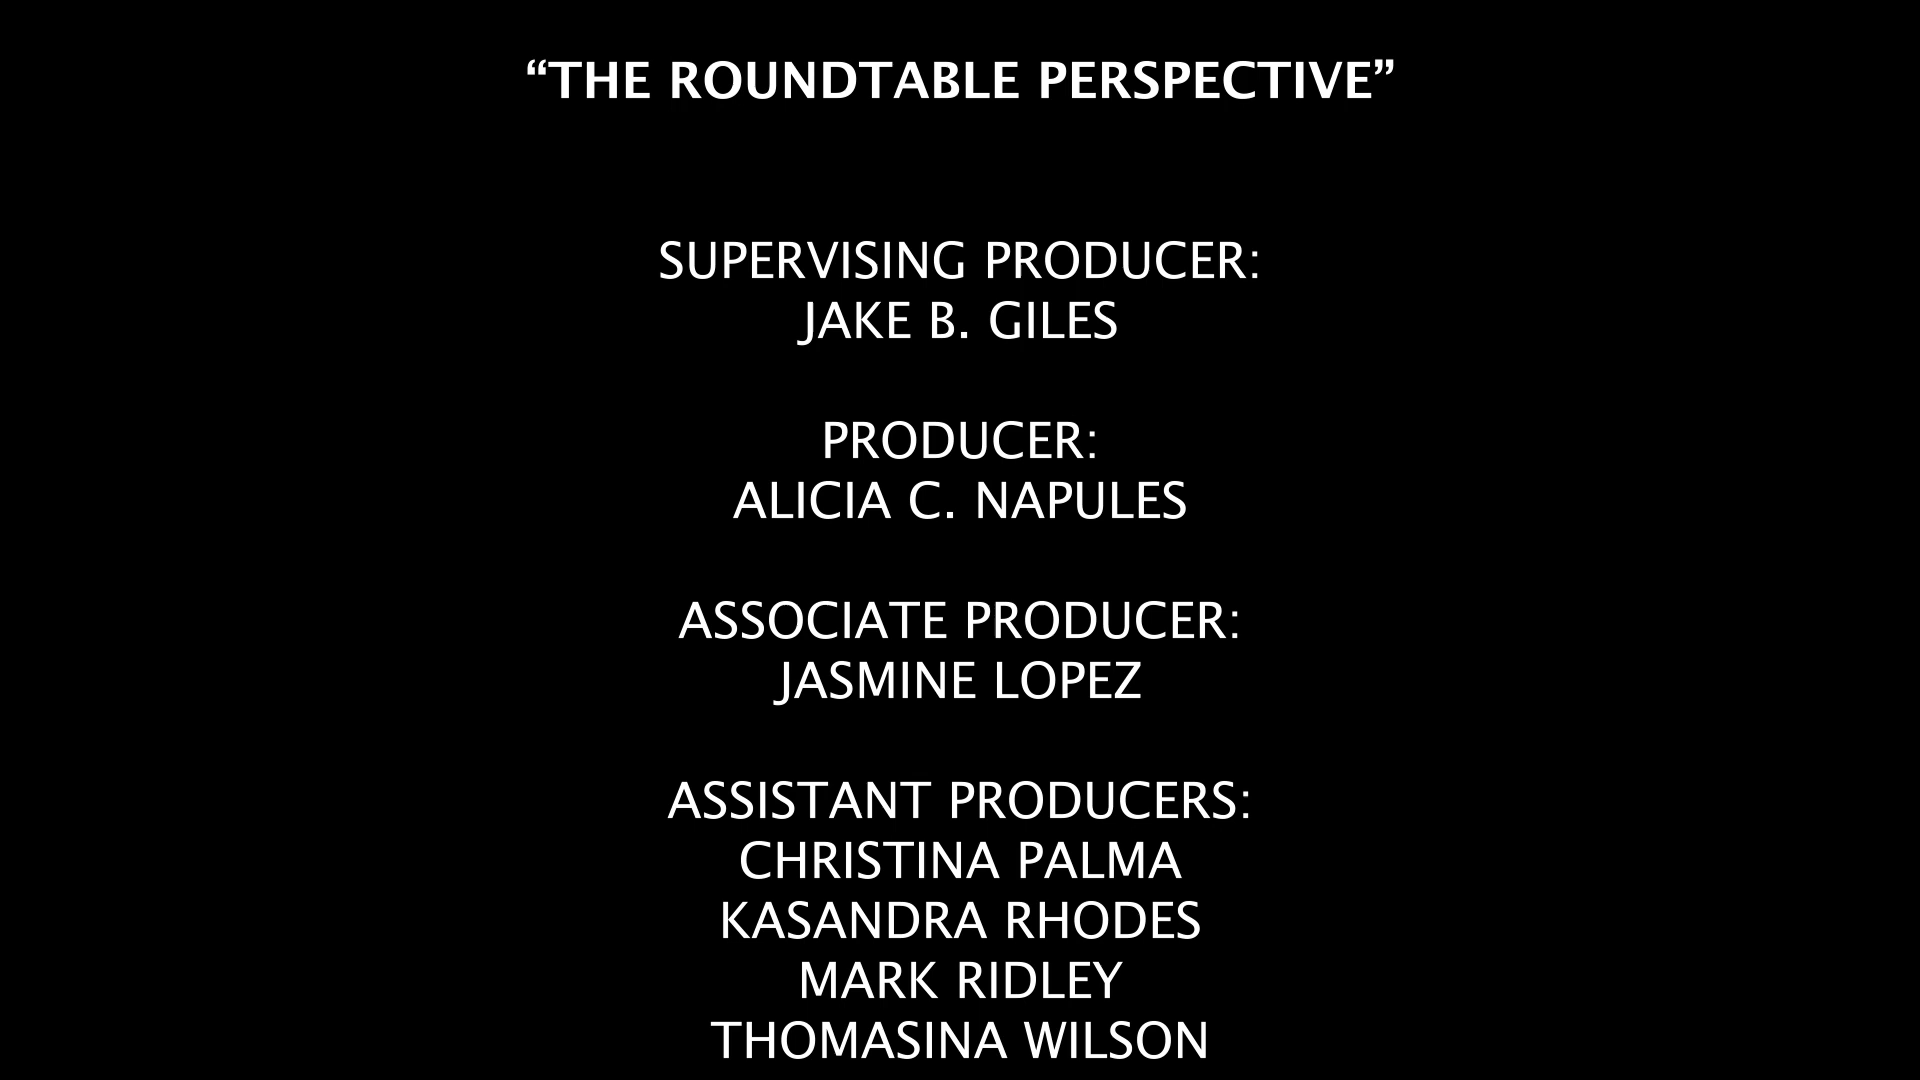 “THE ROUNDTABLE PERSPECTIVE”
SUPERVISING PRODUCER:
JAKE B. GILES
PRODUCER:
ALICIA C. NAPULES
ASSOCIATE PRODUCER:
JASMINE LOPEZ
ASSISTANT PRODUCERS:
CHRISTINA PALMA
KASANDRA RHODES
MARK RIDLEY
THOMASINA WILSON